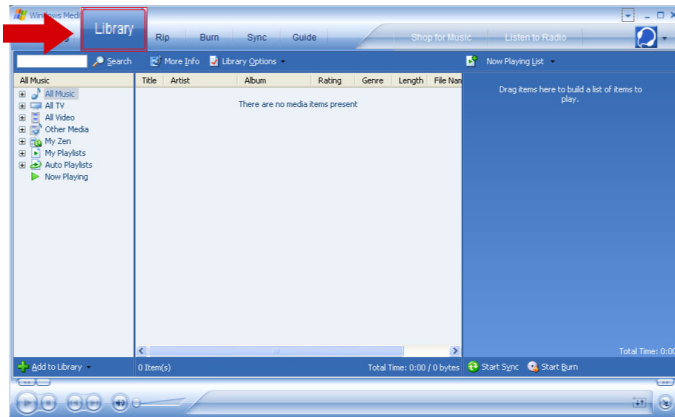 Windows Medi
Library
Rip Burn Sync Guide Shop for Music Listen to Radio
Search More Info Library Options Now Playing List
All Music Title Artist Album Rating Genre Length File Nan
All Music
All TV
All Video
Other Media
My Zen
My Playlists
Auto Playlists
Now Playing
There are no media items present
Drag items here to build a list of items to
play.
Total Time: 0:00
Add to Library 0 Item(s) Total Time: 0:00 / 0 bytes Start Sync Start Burn